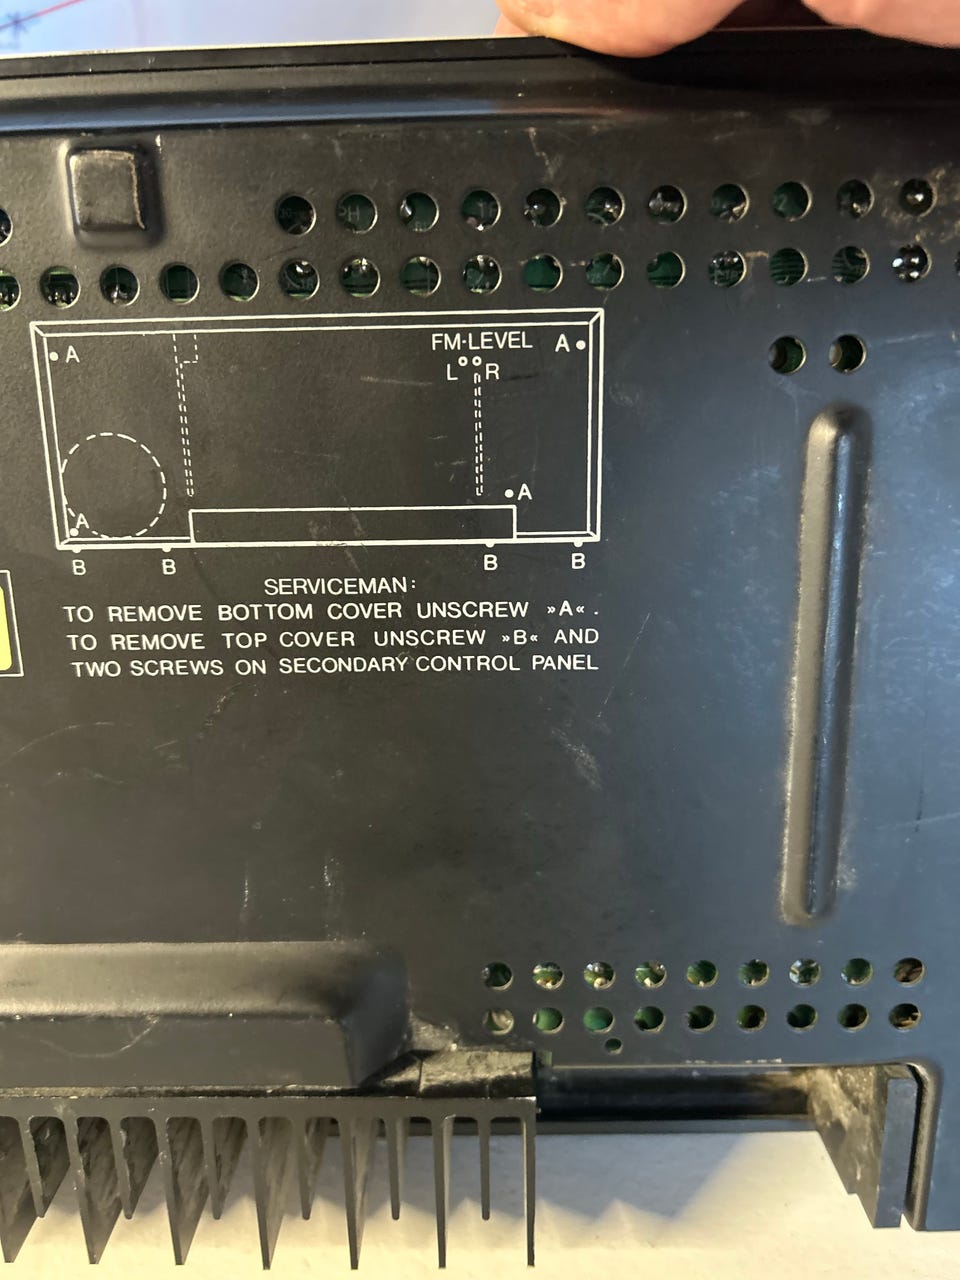 FM-LEVEL
A
A
L R
A
A
B
B
B
B
SERVICEMAN:
TO REMOVE BOTTOM COVER UNSCREW »A« .
TO REMOVE TOP COVER UNSCREW »B« AND
TWO SCREWS ON SECONDARY CONTROL PANEL